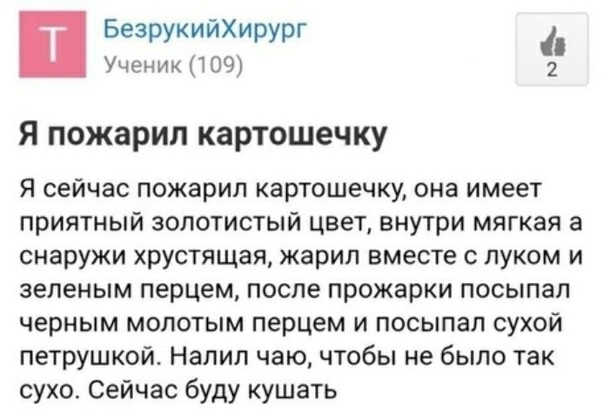 Т
БезрукийХирург
Ученик (109)
2
Я пожарил картошечку
Я сейчас пожарил картошечку, она имеет
приятный золотистый цвет, внутри мягкая а
снаружи хрустящая, жарил вместе с луком и
зеленым перцем, после прожарки посыпал
черным молотым перцем и посыпал сухой
петрушкой. Налил чаю, чтобы не было так
сухо. Сейчас буду кушать